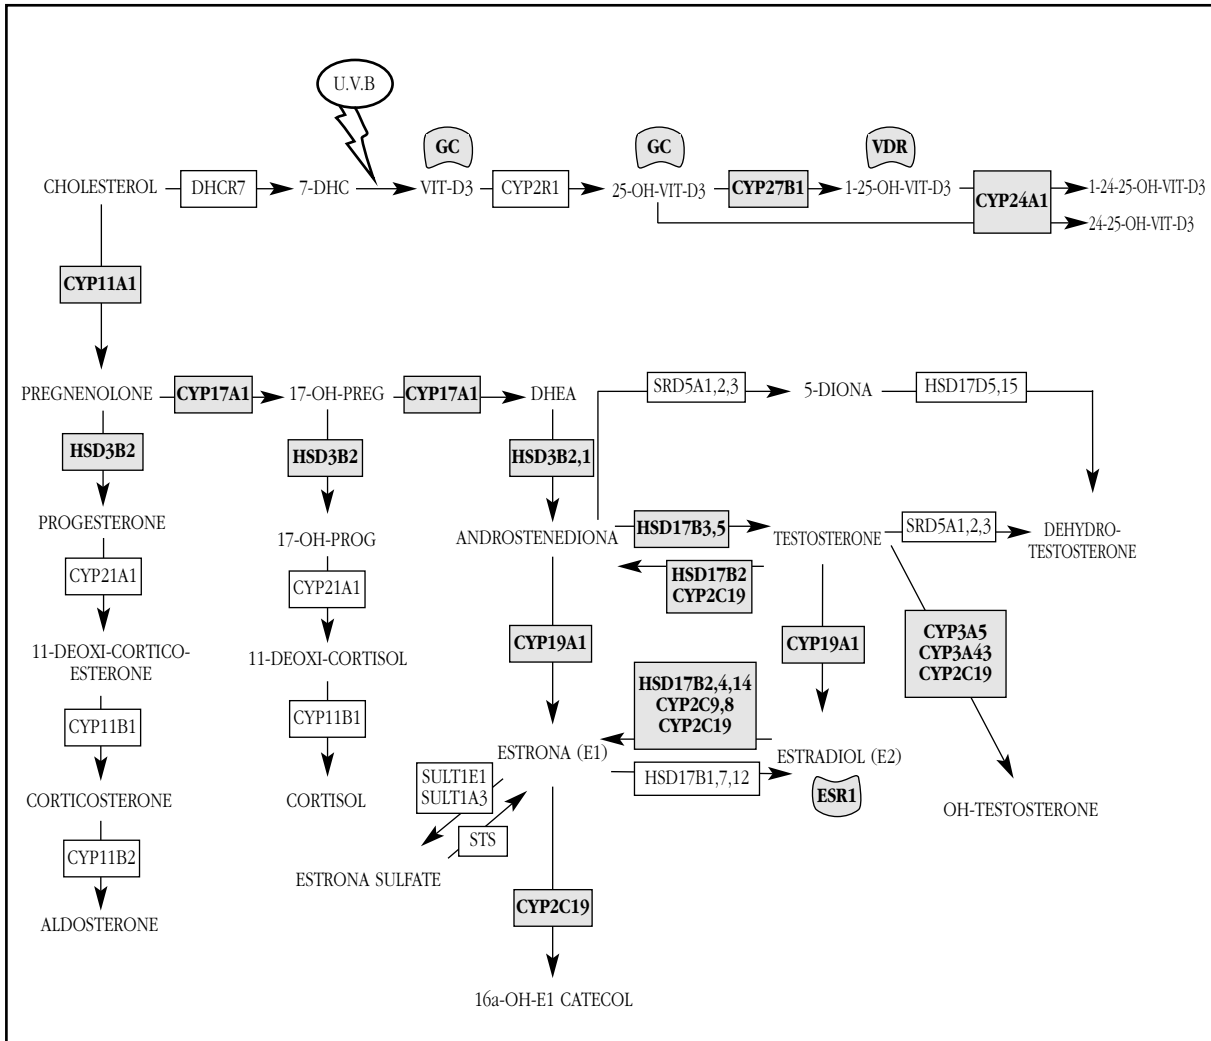 U.V.B
GC
GC
VDR
CHOLESTEROL
DHCR7
7-DHC
VIT-D3
CYP2R1
25-OH-VIT-D3
CYP27B1
1-25-OH-VIT-D3
CYP24A1
1-24-25-OH-VIT-D3
24-25-OH-VIT-D3
CYP11A1
PREGNENOLONE
CYP17A1
17-OH-PREG
CYP17A1
DHEA
SRD5A1,2,3
5-DIONA
HSD17D5,15
HSD3B2
HSD3B2
HSD3B2,1
PROGESTERONE
17-OH-PROG
ANDROSTENEDIONA
HSD17B3,5
TESTOSTERONE
SRD5A1,2,3
DEHYDRO-
TESTOSTERONE
HSD17B2
CYP2C19
CYP21A1
CYP21A1
CYP19A1
CYP19A1
CYP3A5
CYP3A43
CYP2C19
11-DEOXI-CORTICO-
ESTERONE
11-DEOXI-CORTISOL
HSD17B2,4,14
CYP2C9,8
CYP2C19
CYP11B1
CYP11B1
ESTRONA (E1)
ESTRADIOL (E2)
HSD17B1,7,12
ESR1
SULT1E1
SULT1A3
STS
CORTICOSTERONE
CORTISOL
OH-TESTOSTERONE
CYP11B2
ESTRONA SULFATE
CYP2C19
ALDOSTERONE
16a-OH-E1 CATECOL